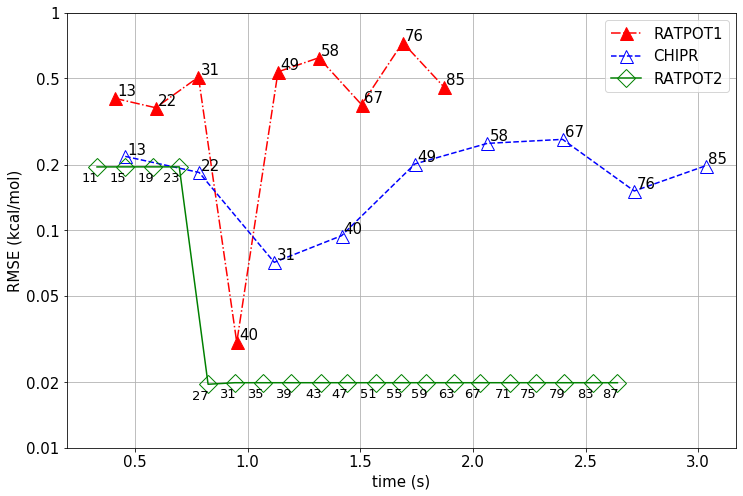 1
0.5
0.2
0.1
0.05
0.02
0.01
RMSE (kcal/mol)
0.5 1.0 1.5 2.0 2.5 3.0
time (s)
RATPOT1
CHIPR
RATPOT2
13 22 31 40 49 58 67 76 85
13 22 31 40 49 58 67 76 85
11 15 19 23 27 31 35 39 43 47 51 55 59 63 67 71 75 79 83 87